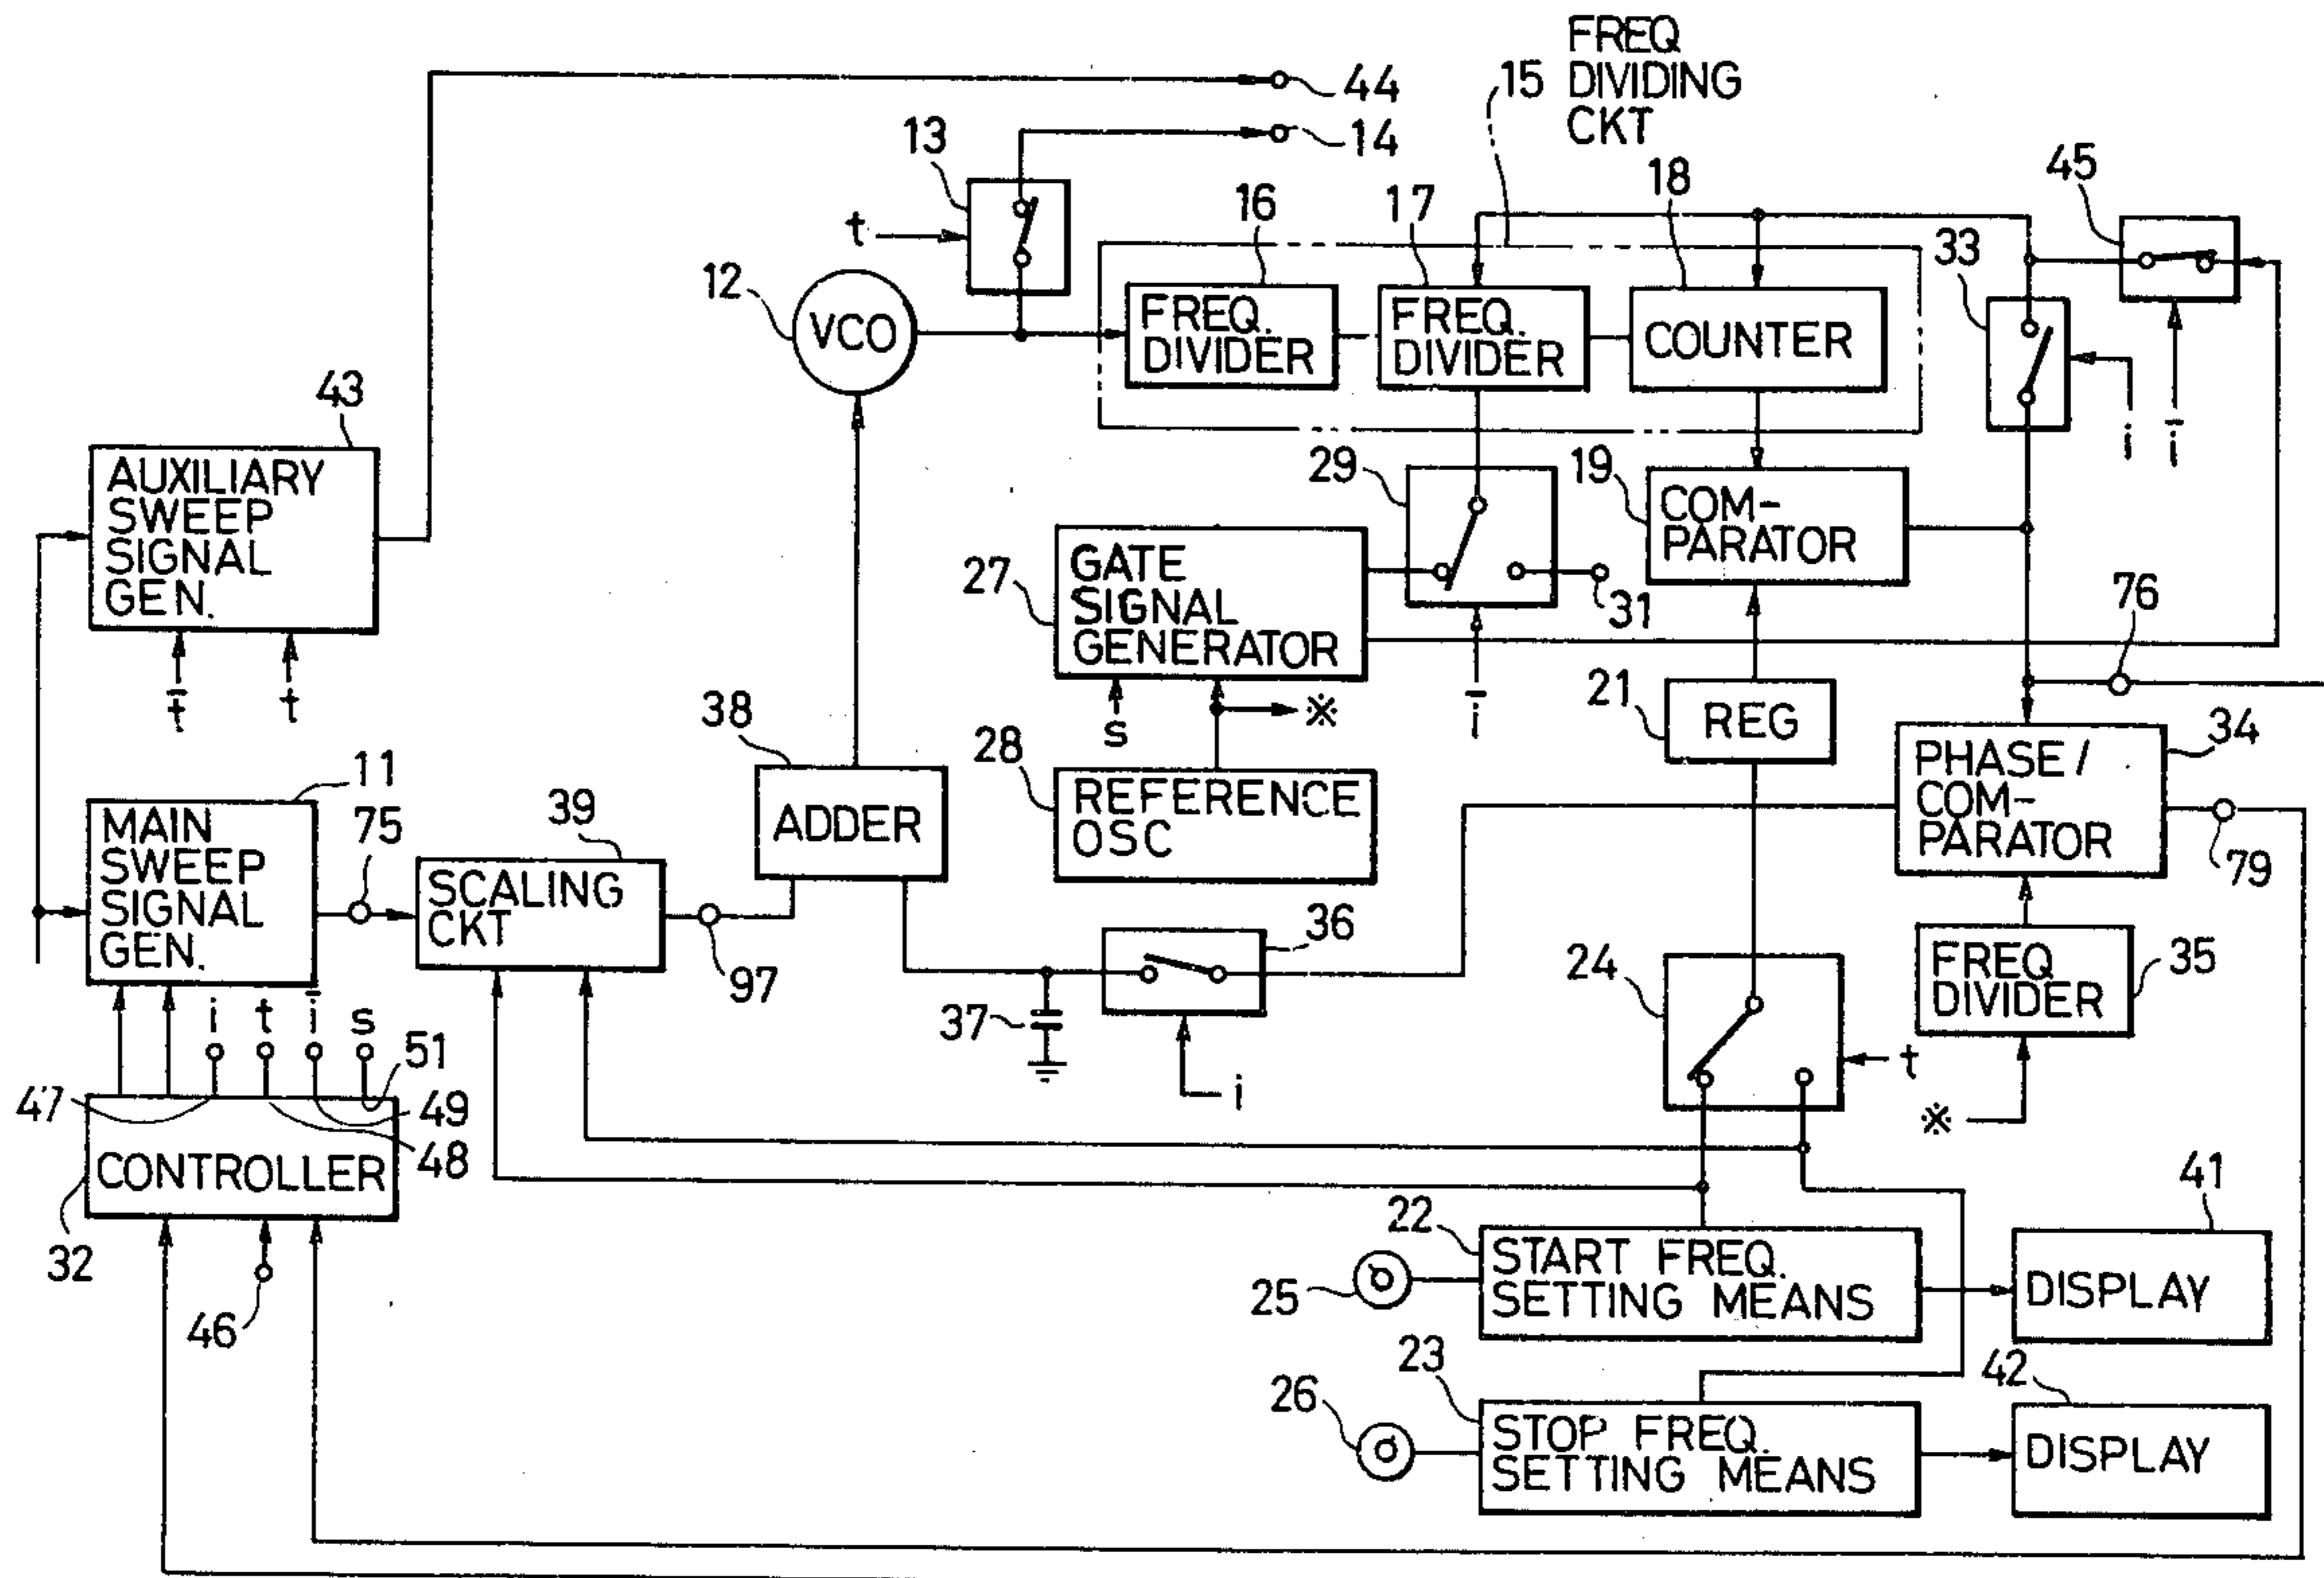 FREQ
DIVIDING
CKT
15
44
14
13
t
16
17
18
45
33
12
VCO
FREQ.
DIVIDER
FREQ.
DIVIDER
COUNTER
i
i̅
43
AUXILIARY
SWEEP
SIGNAL
GEN.
t̅
t
29
19
COM-
PARATOR
27
GATE
SIGNAL
GENERATOR
31
76
s
※
i̅
21
REG
38
28
34
PHASE/
COM-
PARATOR
11
75
39
ADDER
REFERENCE
OSC
79
MAIN
SWEEP
SIGNAL
GEN.
SCALING
CKT
97
36
24
FREQ
DIVIDER
35
37
i
t
※
i
t
i̅
s
51
47
49
48
CONTROLLER
32
46
22
START FREQ.
SETTING MEANS
25
41
DISPLAY
23
STOP FREQ.
SETTING MEANS
26
42
DISPLAY